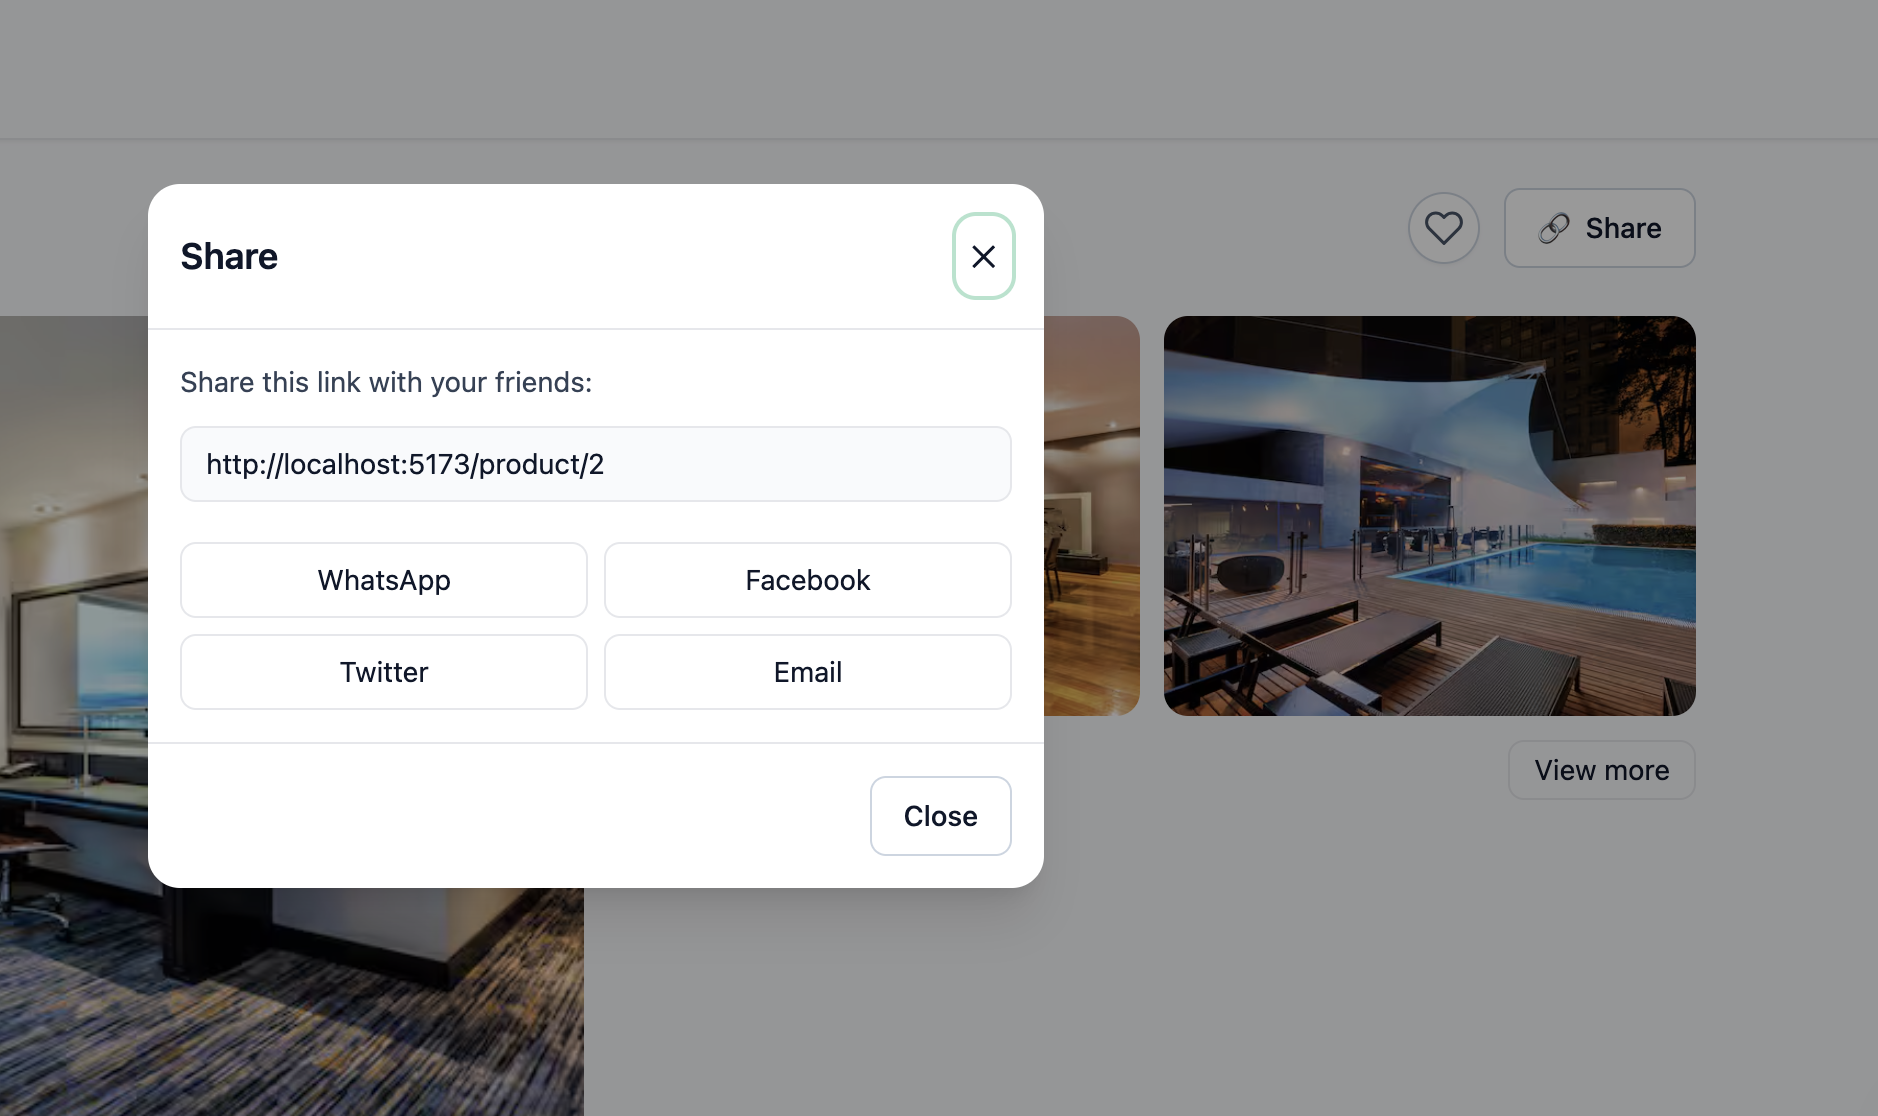 Share
Share
Share this link with your friends:
http://localhost:5173/product/2
WhatsApp
Facebook
Twitter
Email
View more
Close